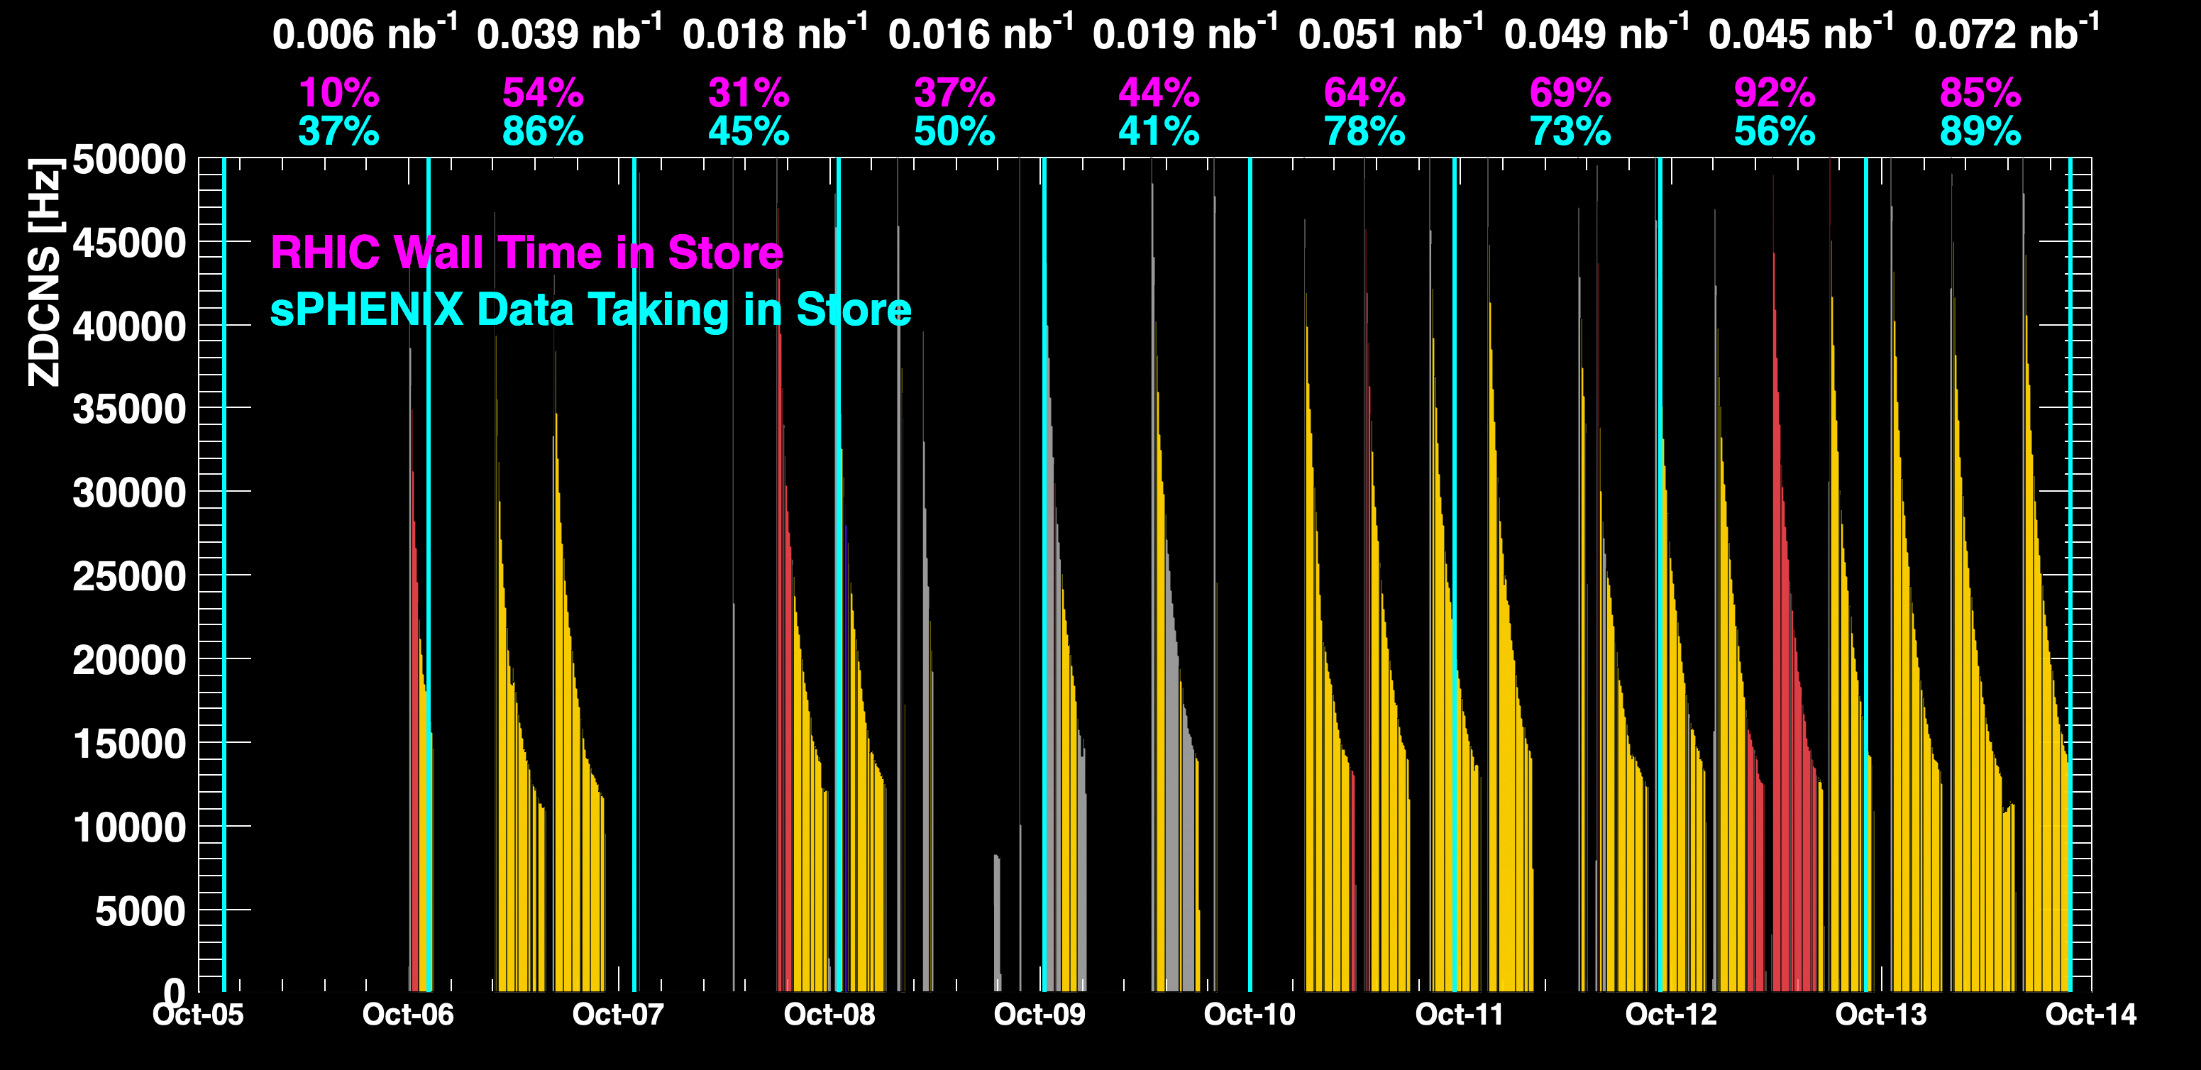 0.006 nb-1 0.039 nb-1 0.018 nb-1 0.016 nb-1 0.019 nb-1 0.051 nb-1 0.049 nb-1 0.045 nb-1 0.072 nb-1
10% 54% 31% 37% 44% 64% 69% 92% 85%
37% 86% 45% 50% 41% 78% 73% 56% 89%
ZDCNS [Hz]
50000
45000
RHIC Wall Time in Store
sPHENIX Data Taking in Store
40000
35000
30000
25000
20000
15000
10000
5000
0
Oct-05 Oct-06 Oct-07 Oct-08 Oct-09 Oct-10 Oct-11 Oct-12 Oct-13 Oct-14